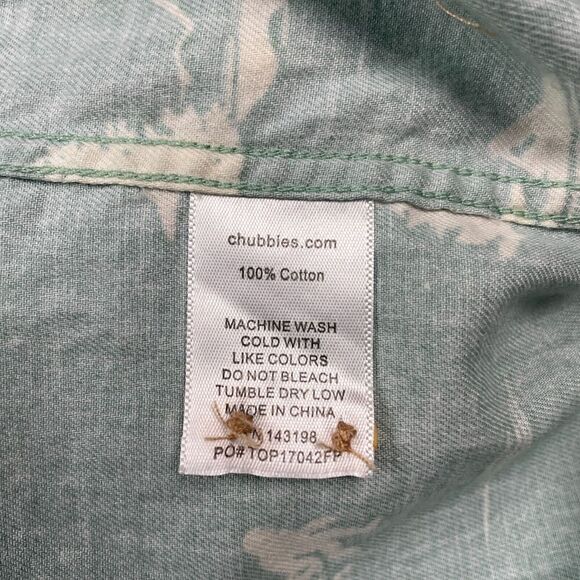 chubbies.com
100% Cotton
MACHINE WASH
COLD WITH
LIKE COLORS
DO NOT BLEACH
TUMBLE DRY LOW
MADE IN CHINA
143198
PO# TOP17042FP